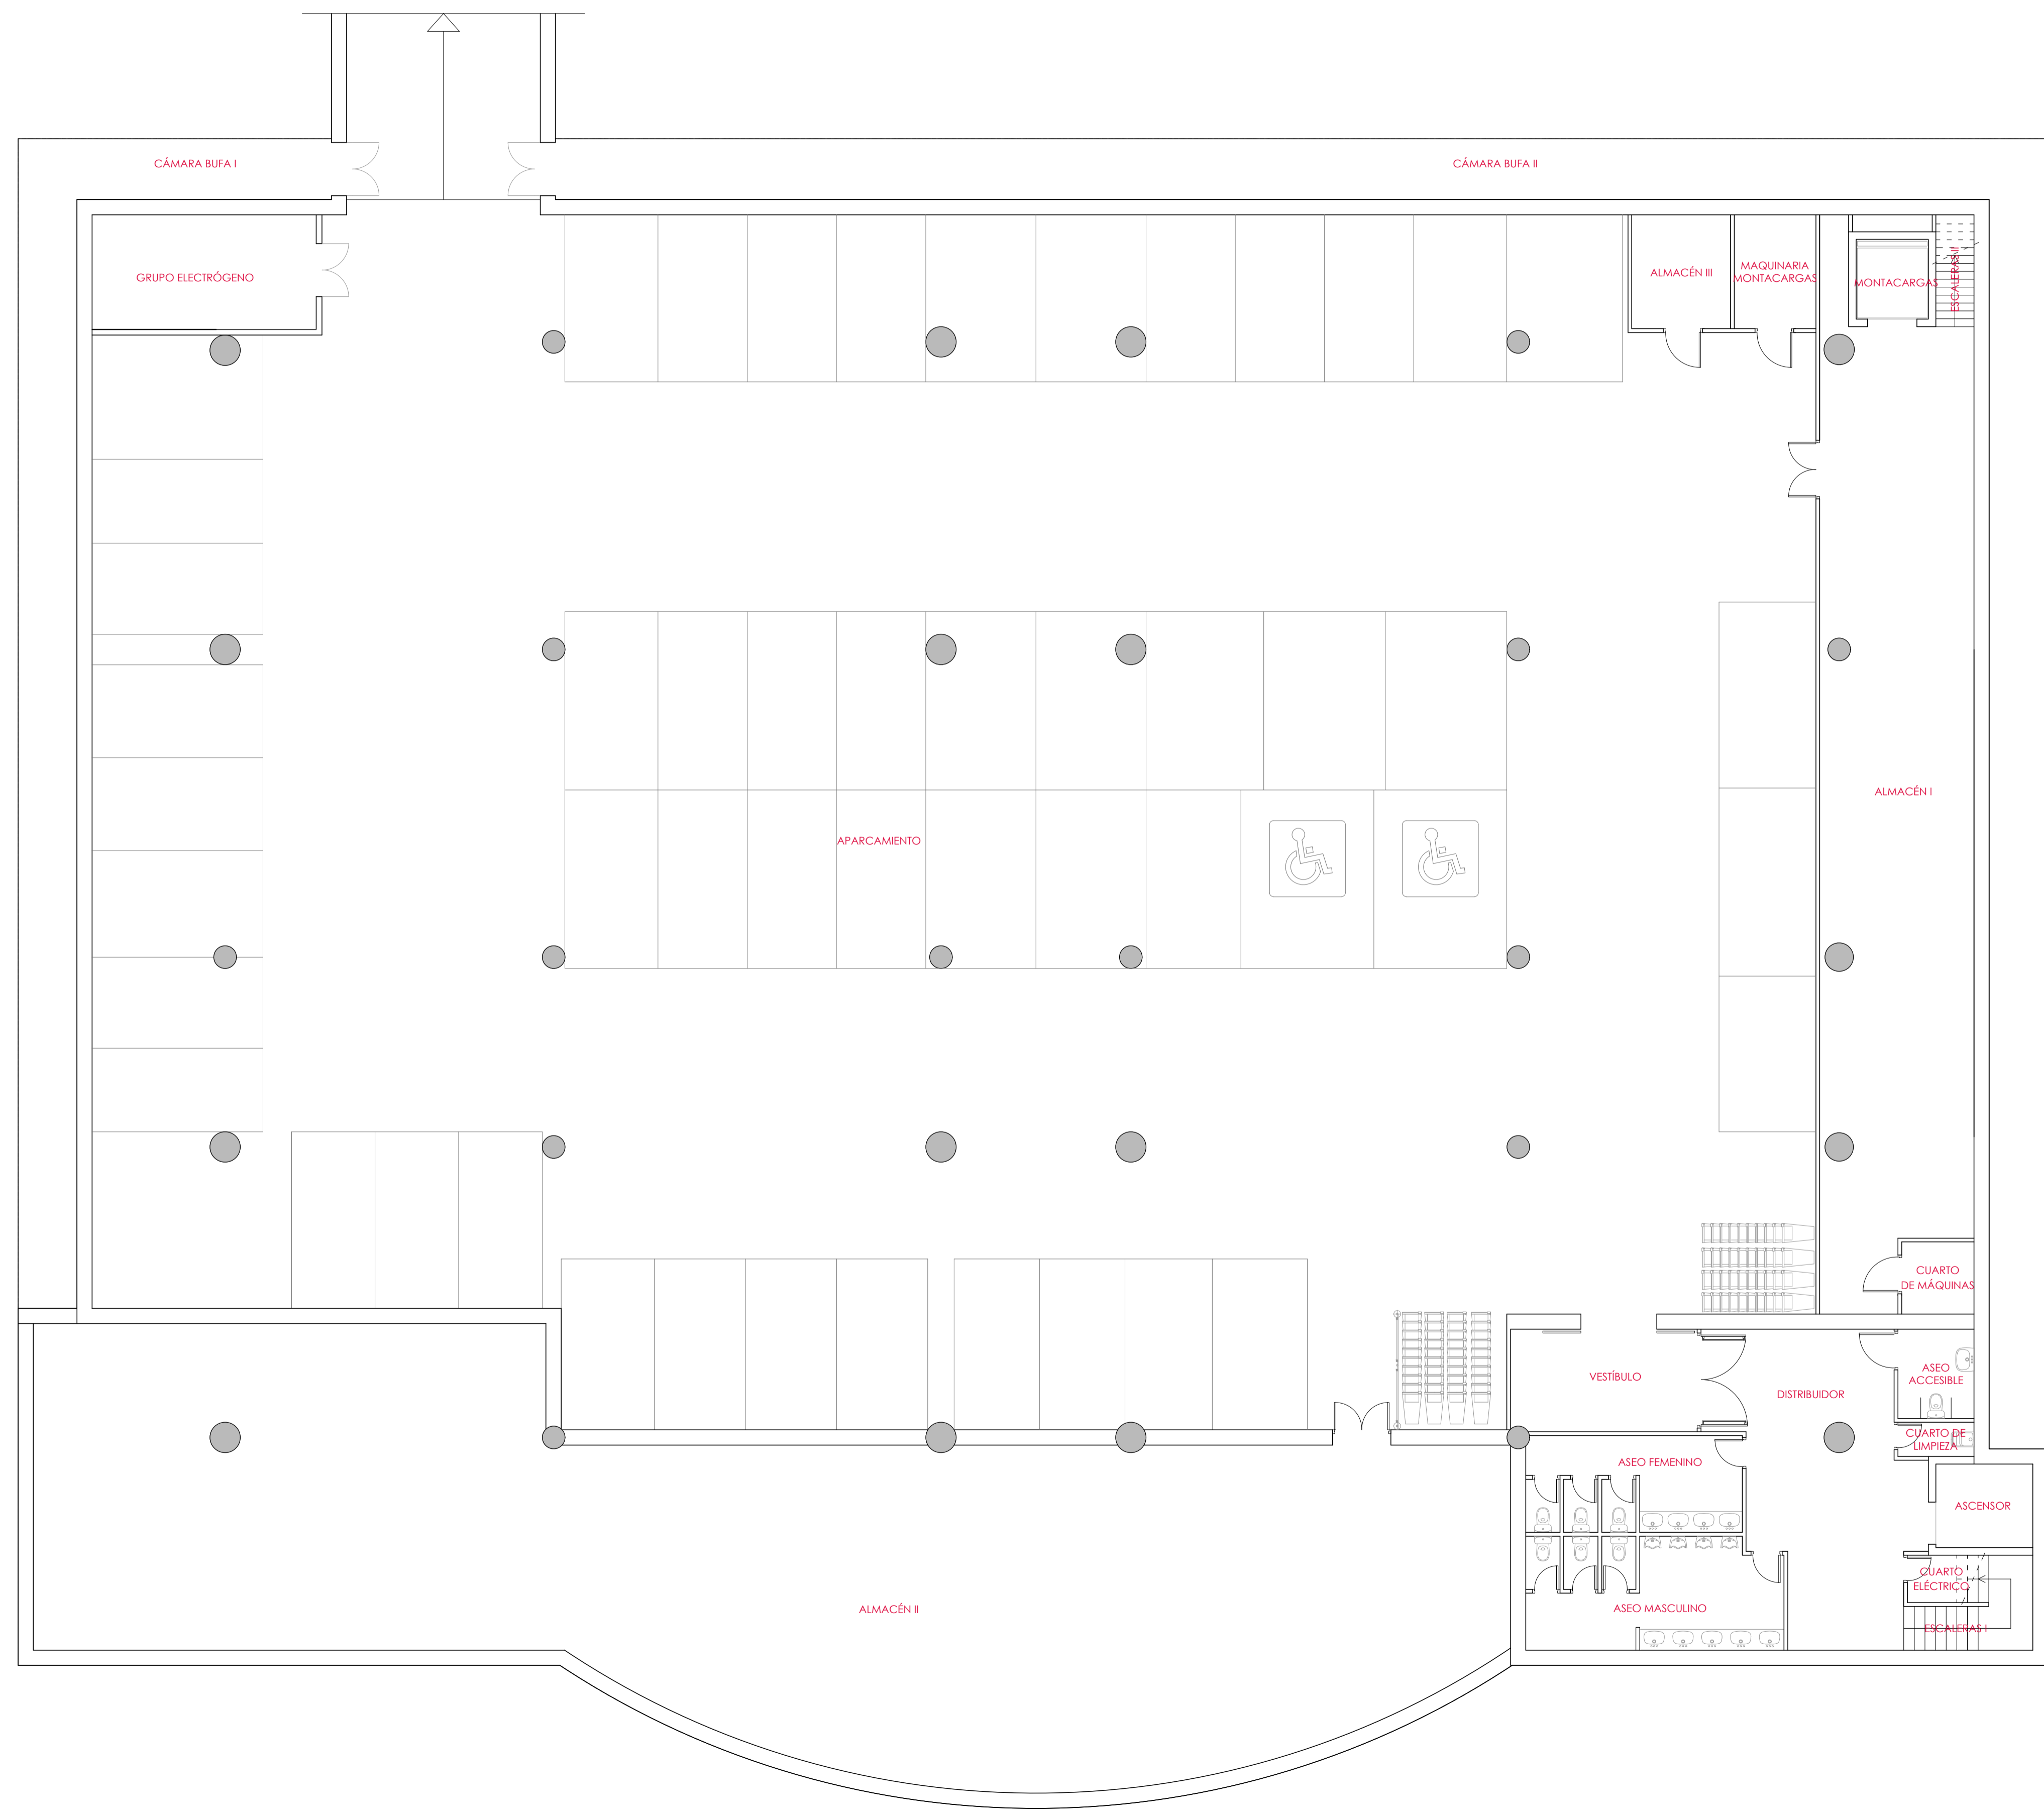 CÁMARA BUFA I
CÁMARA BUFA II
GRUPO ELECTRÓGENO
ALMACÉN III
MAQUINARIA
MONTACARGAS
MONTACARGAS
ESCALERAS II
ALMACÉN I
APARCAMIENTO
CUARTO
DE MÁQUINAS
VESTÍBULO
DISTRIBUIDOR
ASEO
ACCESIBLE
CUARTO DE
LIMPIEZA
ASEO FEMENINO
ASCENSOR
CUARTO
ELÉCTRICO
ASEO MASCULINO
ALMACÉN II
ESCALERAS I